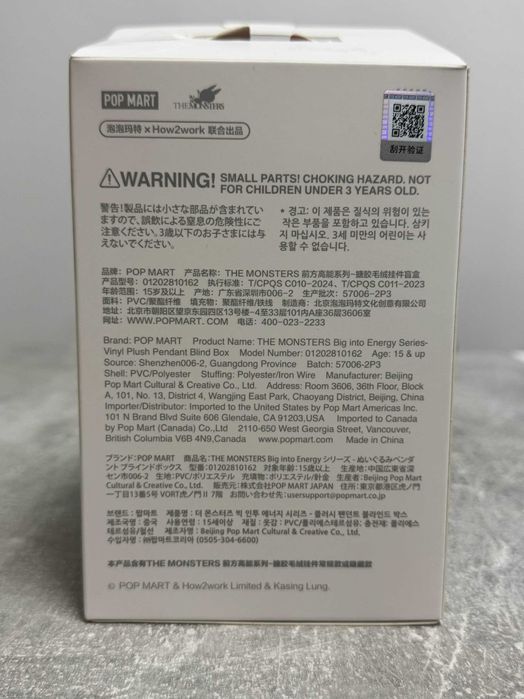 POP MART THE MONSTERS
泡泡玛特 × How2work 联合出品
刮开验证
WARNING! SMALL PARTS! CHOKING HAZARD. NOT
FOR CHILDREN UNDER 3 YEARS OLD.
警告!製品には小さな部品が含まれてい
ますので、誤飲による窒息の危険性にご
注意ください。3歳以下のお子さまには与
えないでください。
* 경고: 이 제품은 질식의 위험이 있는
작은 부품을 포함하고 있습니다. 삼키
지 마십시오. 3세 미만의 어린이는 사
용할 수 없습니다.
品牌: POP MART 产品名称: THE MONSTERS 前方高能系列-搪胶毛绒挂件盲盒
产品型号: 01202810162 执行标准: T/CPQS C010-2024、T/CPQS C011-2023
年龄范围: 15岁及以上 产地: 广东省深圳市006-2 生产批次: 57006-2P3
面料: PVC/聚酯纤维 填充物: 聚酯纤维/铁线 制造商: 北京泡泡玛特文化创意有限公司
地址: 北京市朝阳区望京东园四区13号楼-4至33层101内A座36层3606室
网址: WWW.POPMART.COM 电话: 400-023-2233
Brand: POP MART Product Name: THE MONSTERS Big into Energy Series-
Vinyl Plush Pendant Blind Box Model Number: 01202810162 Age: 15 & up
Source: Shenzhen006-2, Guangdong Province Batch: 57006-2P3
Shell: PVC/Polyester Stuffing: Polyester/Iron Wire Manufacturer: Beijing
Pop Mart Cultural & Creative Co., Ltd. Address: Room 3606, 36th Floor, Block
A, 101, No. 13, District 4, Wangjing East Park, Chaoyang District, Beijing, China
Importer/Distributor: Imported to the United States by Pop Mart Americas Inc.
101 N Brand Blvd Suite 606 Glendale, CA 91203,USA Imported to Canada
by Pop Mart (Canada) Co.,Ltd 2110-650 West Georgia Street, Vancouver,
British Columbia V6B 4N9,Canada www.popmart.com Made in China
ブランド: POP MART 商品名: THE MONSTERS Big into Energy シリーズ - ぬいぐるみペンダ
ント ブラインドボックス 型番:01202810162 対象年齢:15歳以上 生産地:中国広東省深
セン市006-2 生地:PVC/ポリエステル 充填物:ポリエステル/針金 生産者:Beijing Pop Mart
Cultural & Creative Co., Ltd. 販売元:株式会社POP MART JAPAN 住所:東京都港区虎ノ門
一丁目13番5号 VORT虎ノ門 II 7階 お問い合わせ先:usersupport@popmart.co.jp
브랜드: 팝마트 제품명: 더 몬스터즈 빅 인투 에너지 시리즈 - 플러시 펜던트 블라인드 박스
제조국명: 중국 사용연령: 15세이상 재질: 겉감: PVC/폴리에스테르섬유; 충전재: 폴리에스
테르섬유/철선 제조자명: Beijing Pop Mart Cultural & Creative Co., Ltd.
수입자명: ㈜팝마트코리아 (0505-304-6600)
本产品含有THE MONSTERS 前方高能系列-搪胶毛绒挂件常规款或隐藏款
© POP MART & How2work Limited & Kasing Lung.